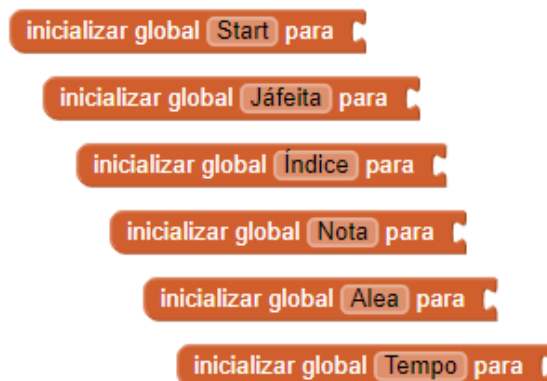 inicializar global Start para
inicializar global Jáfeita para
inicializar global Índice para
inicializar global Nota para
inicializar global Alea para
inicializar global Tempo para